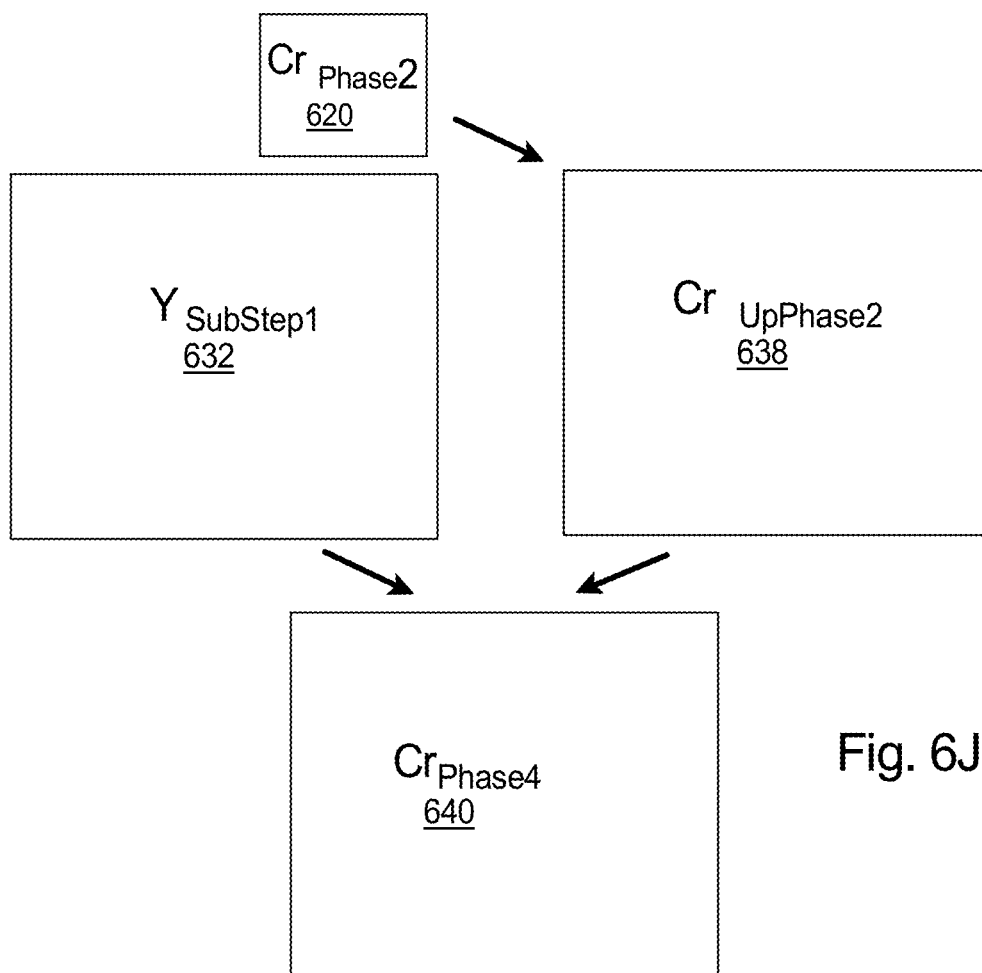 Cr Phase2
620
Y SubStep1
632
Cr UpPhase2
638
CrPhase4
640
Fig. 6J